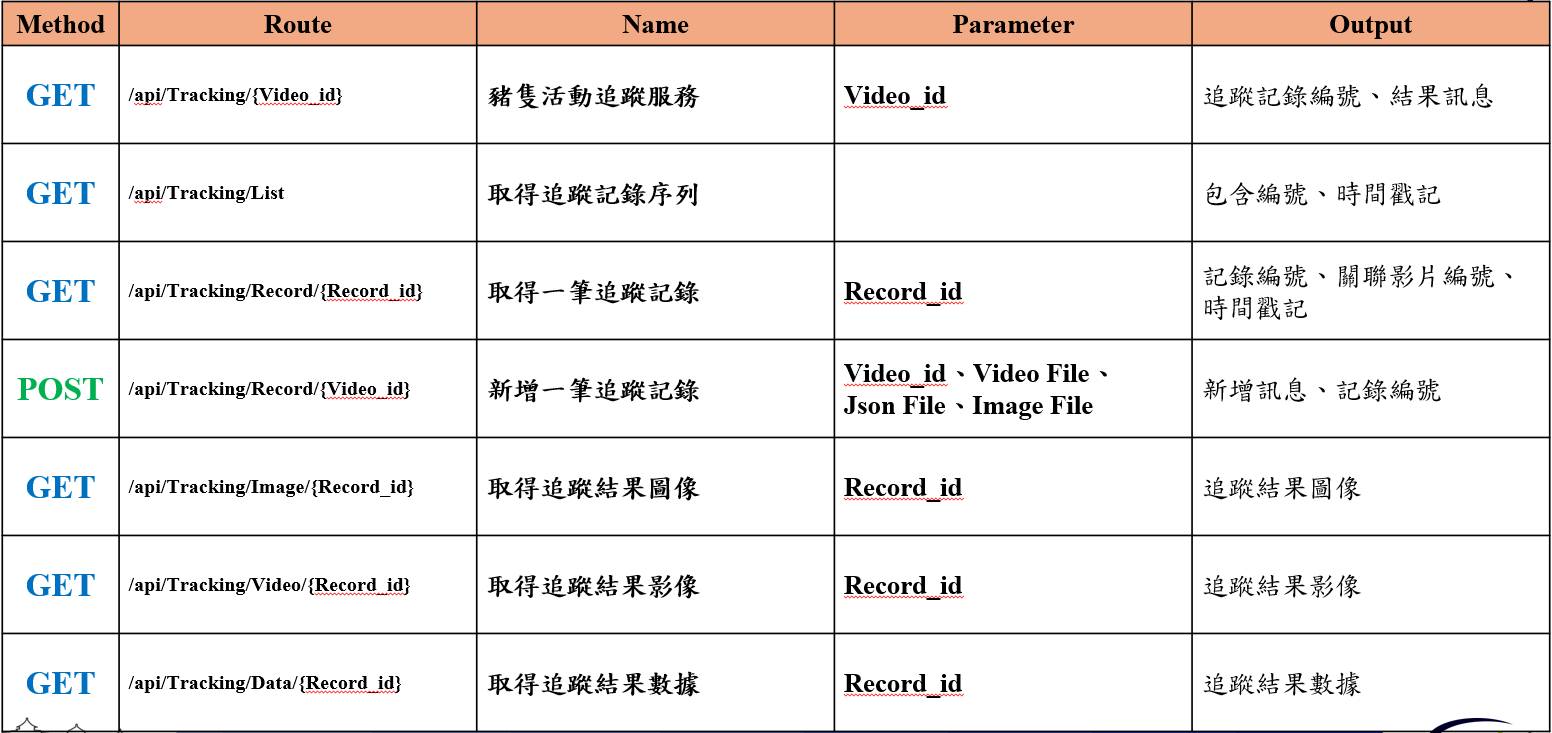 Method Route Name Parameter Output
GET /api/Tracking/{Video_id} 豬隻活動追蹤服務 Video_id 追蹤記錄編號、結果訊息
GET /api/Tracking/List 取得追蹤記錄序列 包含編號、時間戳記
GET /api/Tracking/Record/{Record_id} 取得一筆追蹤記錄 Record_id 記錄編號、關聯影片編號、
時間戳記
POST /api/Tracking/Record/{Video_id} 新增一筆追蹤記錄 Video_id、Video File、
Json File、Image File 新增訊息、記錄編號
GET /api/Tracking/Image/{Record_id} 取得追蹤結果圖像 Record_id 追蹤結果圖像
GET /api/Tracking/Video/{Record_id} 取得追蹤結果影像 Record_id 追蹤結果影像
GET /api/Tracking/Data/{Record_id} 取得追蹤結果數據 Record_id 追蹤結果數據